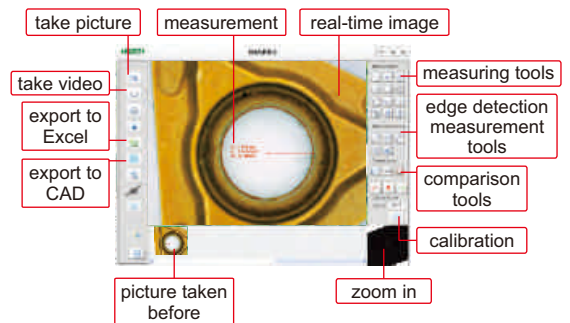 take picture
measurement
real-time image
take video
export to
Excel
export to
CAD
measuring tools
edge detection
measurement
tools
comparison
tools
calibration
picture taken
before
zoom in